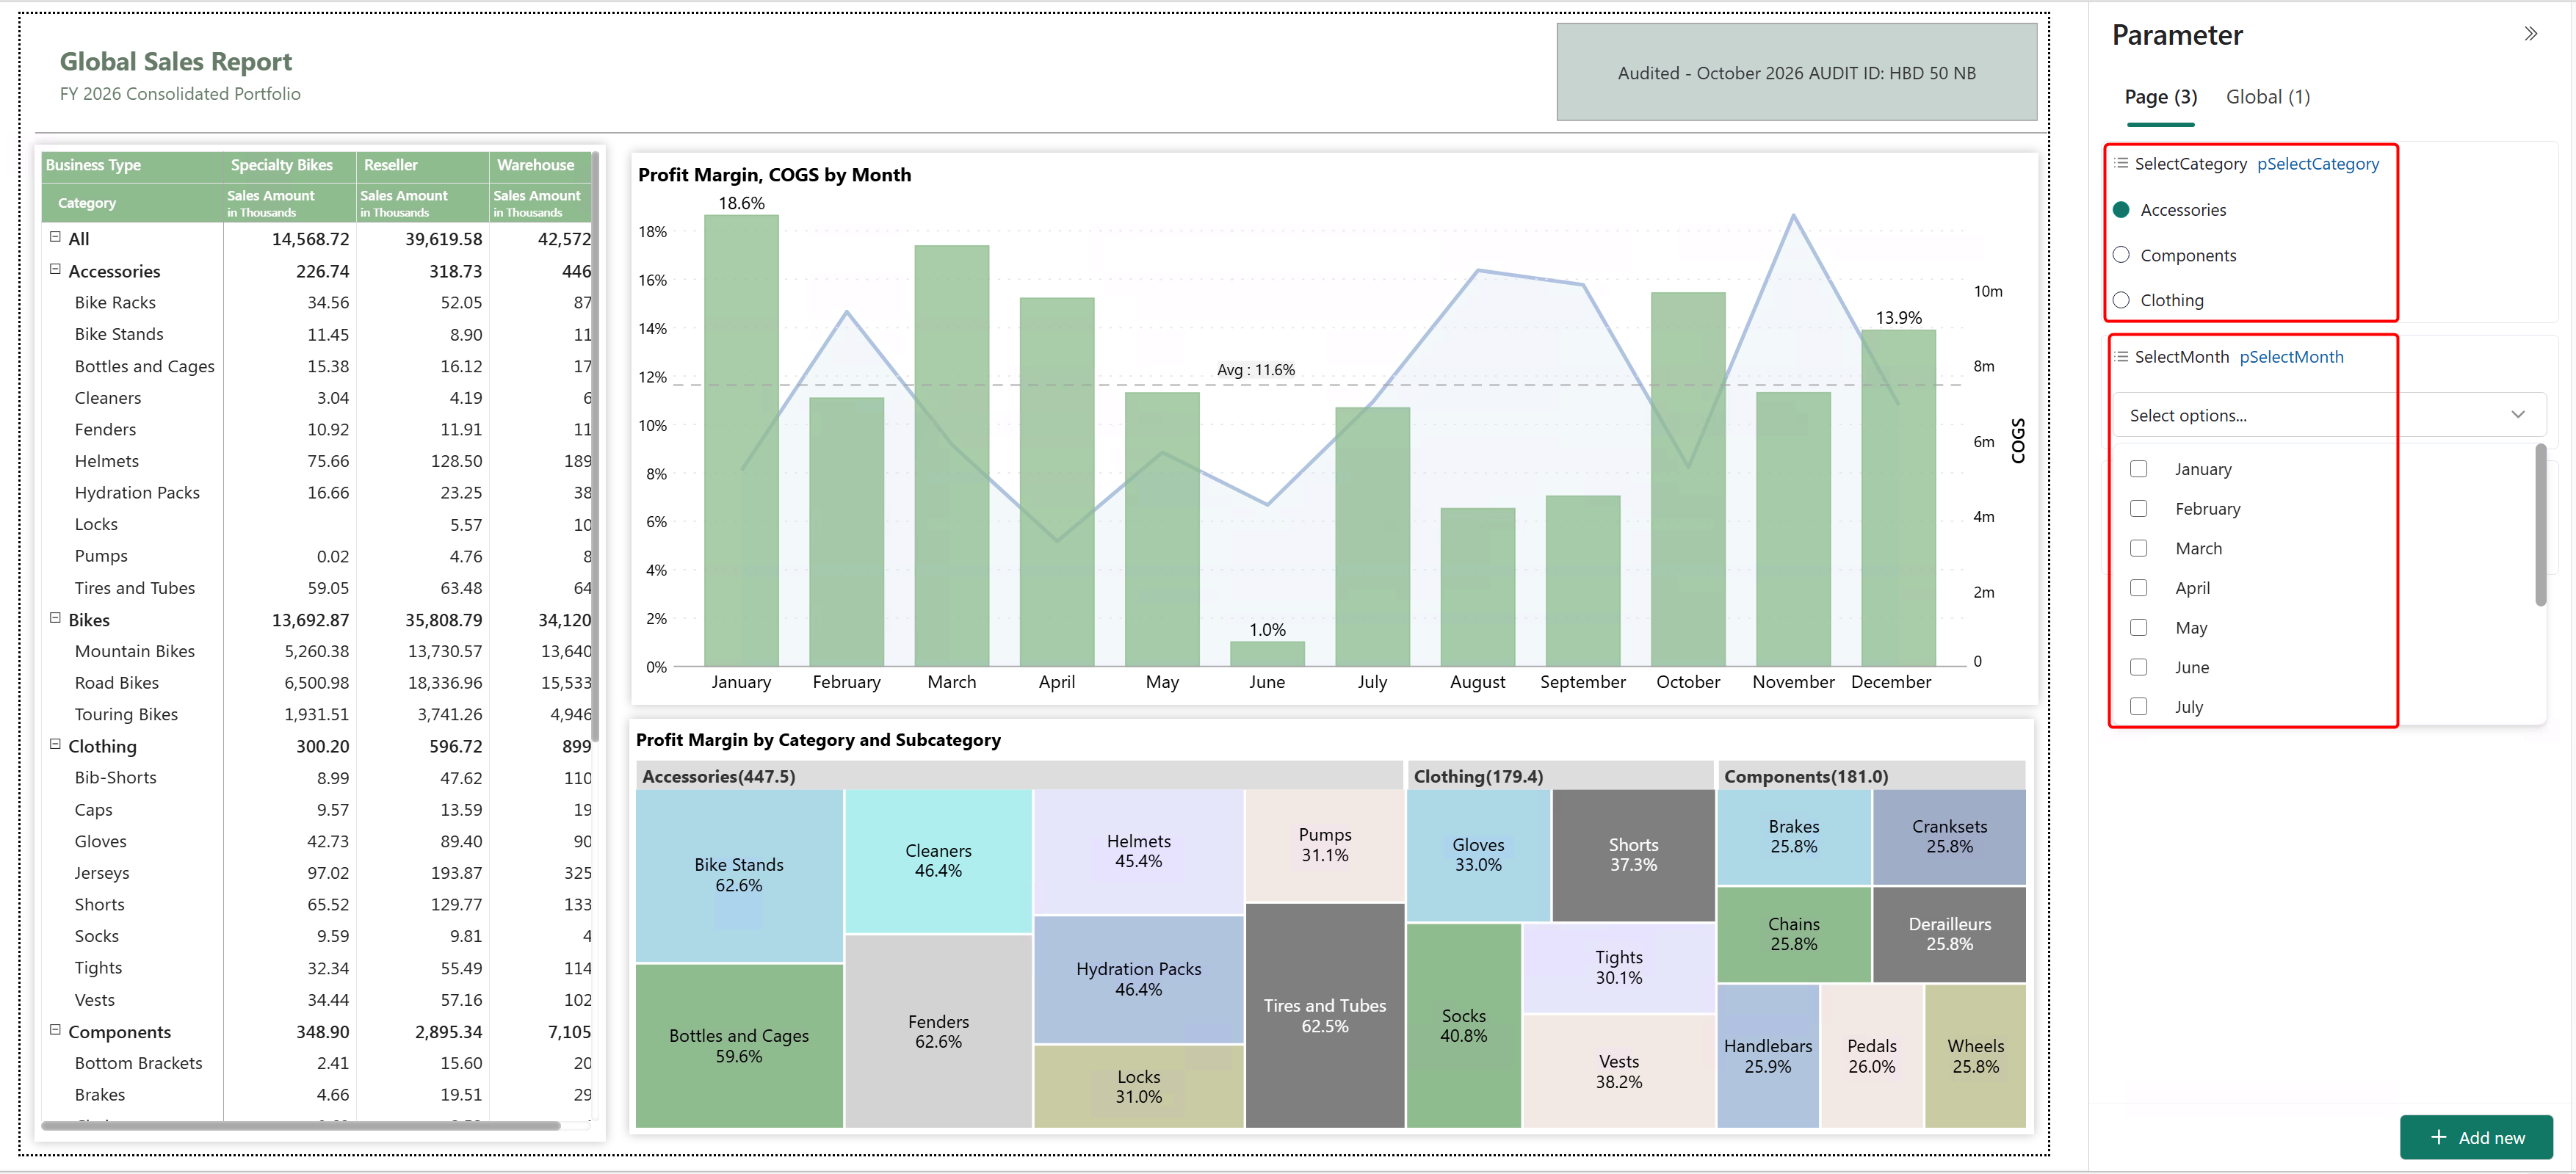 Global Sales Report
FY 2026 Consolidated Portfolio
Audited - October 2026 AUDIT ID: HBD 50 NB
Business Type Specialty Bikes Reseller Warehouse
Category Sales Amount in Thousands Sales Amount in Thousands Sales Amount in Thousands
All 14,568.72 39,619.58 42,572
Accessories 226.74 318.73 446
Bike Racks 34.56 52.05 87
Bike Stands 11.45 8.90 11
Bottles and Cages 15.38 16.12 17
Cleaners 3.04 4.19 6
Fenders 10.92 11.91 11
Helmets 75.66 128.50 189
Hydration Packs 16.66 23.25 38
Locks 5.57 10
Pumps 0.02 4.76 8
Tires and Tubes 59.05 63.48 64
Bikes 13,692.87 35,808.79 34,120
Mountain Bikes 5,260.38 13,730.57 13,640
Road Bikes 6,500.98 18,336.96 15,533
Touring Bikes 1,931.51 3,741.26 4,946
Clothing 300.20 596.72 899
Bib-Shorts 8.99 47.62 110
Caps 9.57 13.59 19
Gloves 42.73 89.40 90
Jerseys 97.02 193.87 325
Shorts 65.52 129.77 133
Socks 9.59 9.81 4
Tights 32.34 55.49 114
Vests 34.44 57.16 102
Components 348.90 2,895.34 7,105
Bottom Brackets 2.41 15.60 20
Brakes 4.66 19.51 29
Profit Margin, COGS by Month
18.6%
18%
16%
14%
12%
10%
8%
6%
4%
2%
0%
Avg : 11.6%
1.0%
13.9%
10m
8m
6m
4m
2m
0
COGS
January February March April May June July August September October November December
Profit Margin by Category and Subcategory
Accessories(447.5)
Bike Stands
62.6%
Bottles and Cages
59.6%
Cleaners
46.4%
Fenders
62.6%
Helmets
45.4%
Hydration Packs
46.4%
Locks
31.0%
Pumps
31.1%
Tires and Tubes
62.5%
Clothing(179.4)
Gloves
33.0%
Shorts
37.3%
Socks
40.8%
Tights
30.1%
Vests
38.2%
Components(181.0)
Brakes
25.8%
Cranksets
25.8%
Chains
25.8%
Derailleurs
25.8%
Handlebars
25.9%
Pedals
26.0%
Wheels
25.8%
Parameter
Page (3) Global (1)
SelectCategory pSelectCategory
Accessories
Components
Clothing
SelectMonth pSelectMonth
Select options...
January
February
March
April
May
June
July
Add new